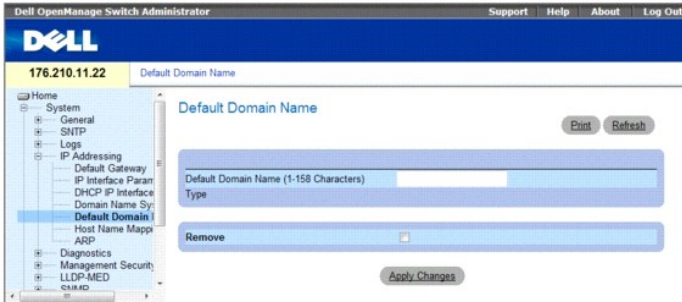 Dell OpenManage Switch Administrator
Support Help About Log Out
DELL
176.210.11.22
Default Domain Name
Home
System
General
SNTP
Logs
IP Addressing
Default Gateway
IP Interface Param
DHCP IP Interface
Domain Name Sy
Default Domain
Host Name Mappi
ARP
Diagnostics
Management Security
LLDP-MED
SNMP
Default Domain Name
Print Refresh
Default Domain Name (1-158 Characters)
Type
Remove
Apply Changes